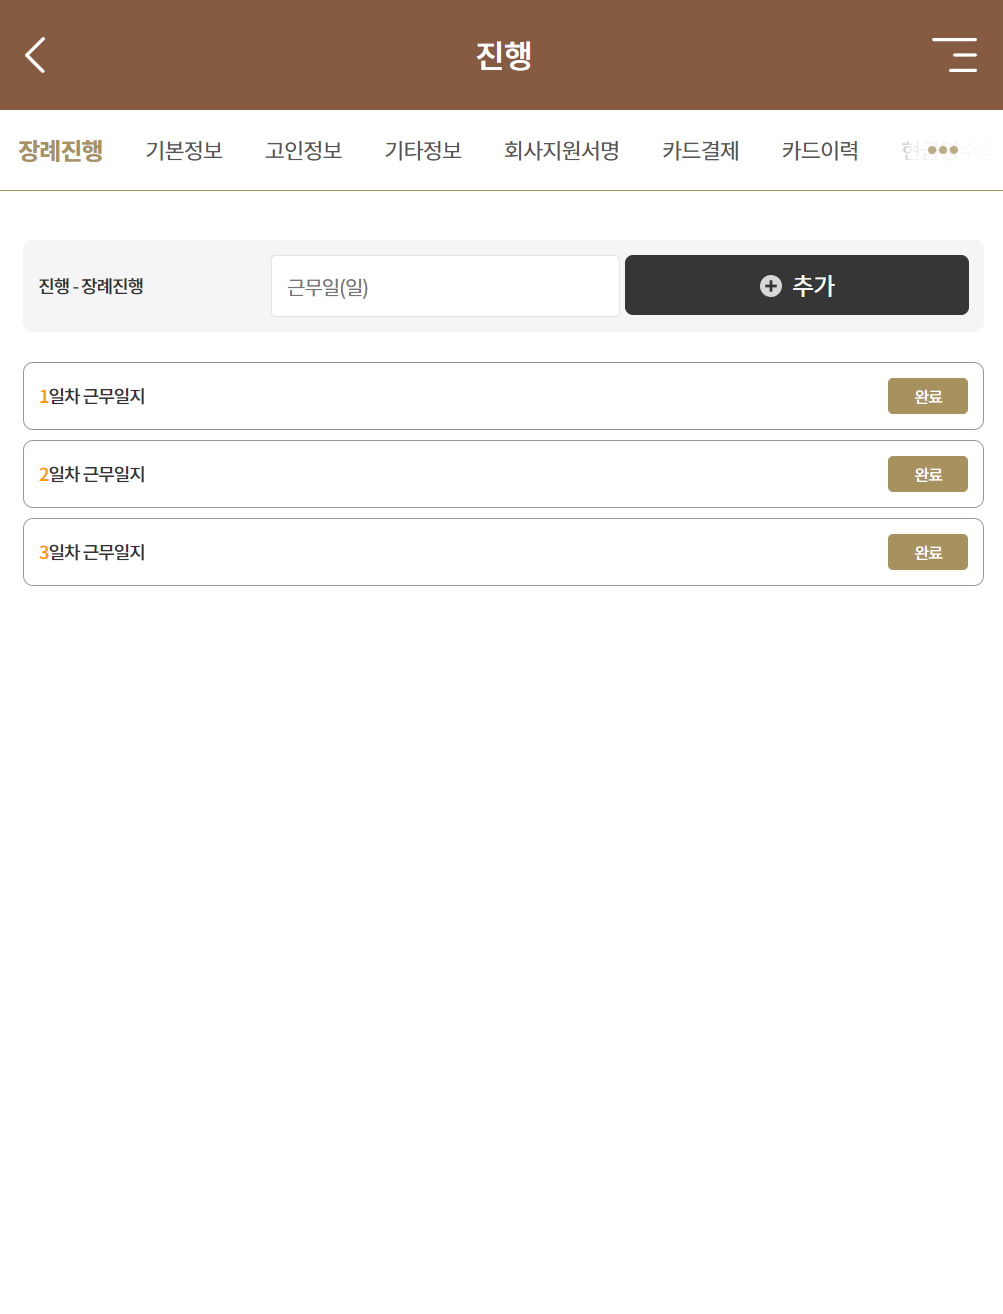 진행
장례진행 기본정보 고인정보 기타정보 회사지원서명 카드결제 카드이력
진행 - 장례진행 근무일(일) 추가
1일차 근무일지 완료
2일차 근무일지 완료
3일차 근무일지 완료